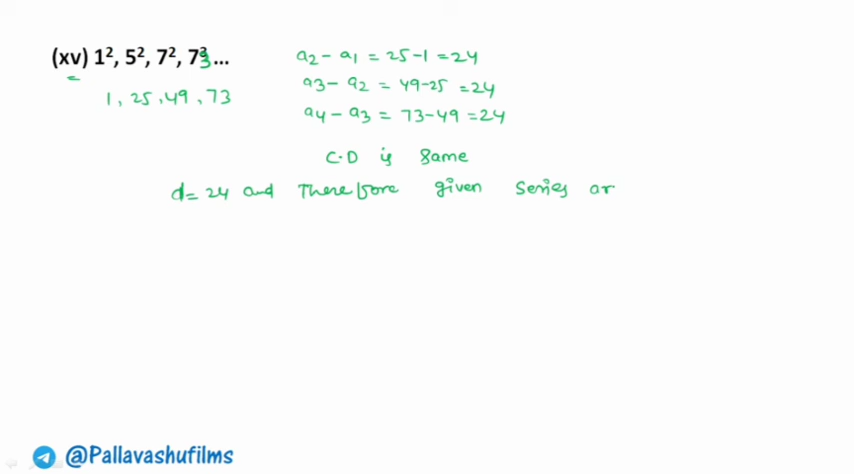 (xv) 1², 5², 7², 73 ...
1, 25, 49, 73
a2 - a1 = 25-1 = 24
a3 - a2 = 49-25 = 24
a4 - a3 = 73-49 = 24
C.D is same
d= 24 and Therefore given series ar
@Pallavashufilms